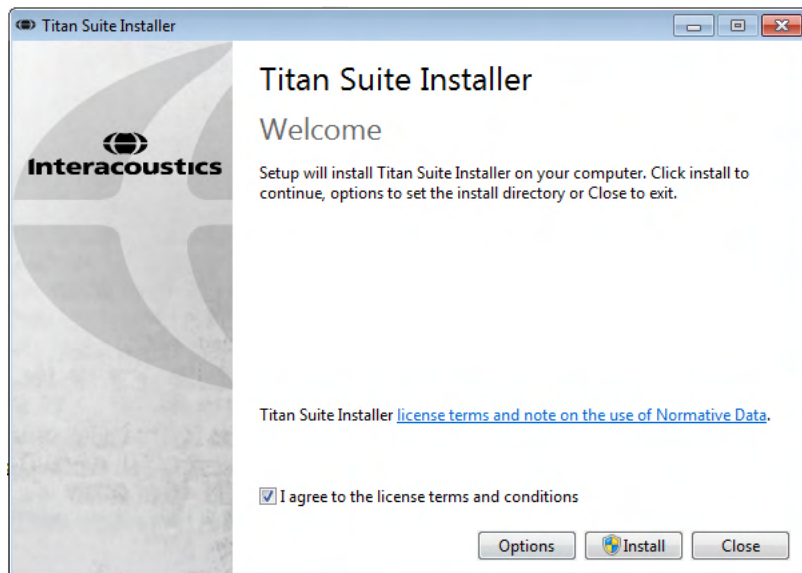 Titan Suite Installer
Titan Suite Installer
Welcome
Interacoustics
Setup will install Titan Suite Installer on your computer. Click install to
continue, options to set the install directory or Close to exit.
Titan Suite Installer license terms and note on the use of Normative Data.
I agree to the license terms and conditions
Options
Install
Close